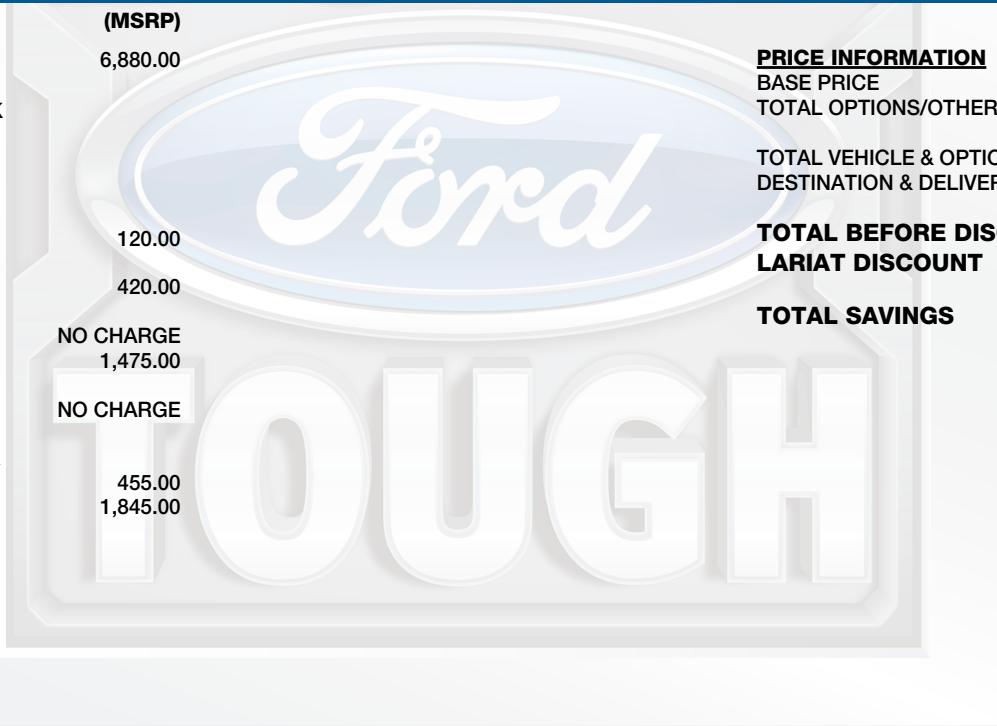 (MSRP)
6,880.00
120.00
420.00
NO CHARGE
1,475.00
NO CHARGE
455.00
1,845.00
PRICE INFORMATION
BASE PRICE
TOTAL OPTIONS/OTHER
TOTAL VEHICLE & OPTIO
DESTINATION & DELIVER
TOTAL BEFORE DISC
LARIAT DISCOUNT
TOTAL SAVINGS
Ford
TOUGH